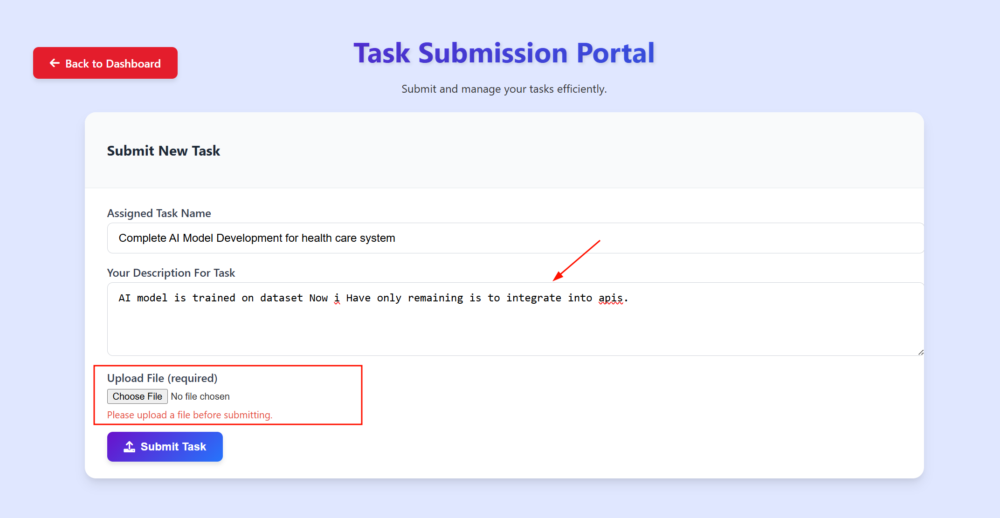 Back to Dashboard
Task Submission Portal
Submit and manage your tasks efficiently.
Submit New Task
Assigned Task Name
Complete AI Model Development for health care system
Your Description For Task
AI model is trained on dataset Now i Have only remaining is to integrate into apis.
Upload File (required)
Choose File No file chosen
Please upload a file before submitting.
Submit Task